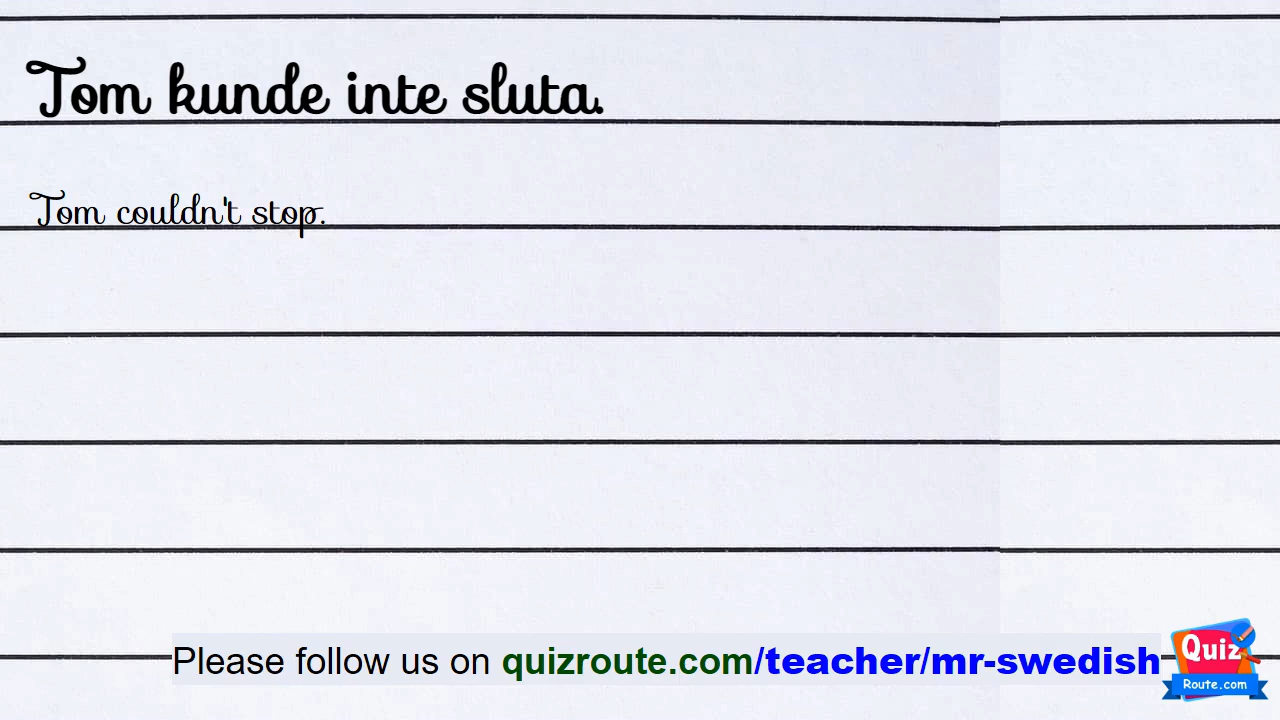 Tom kunde inte sluta.
Tom couldn't stop.
Please follow us on quizroute.com/teacher/mr-swedish
Quiz
Route.com